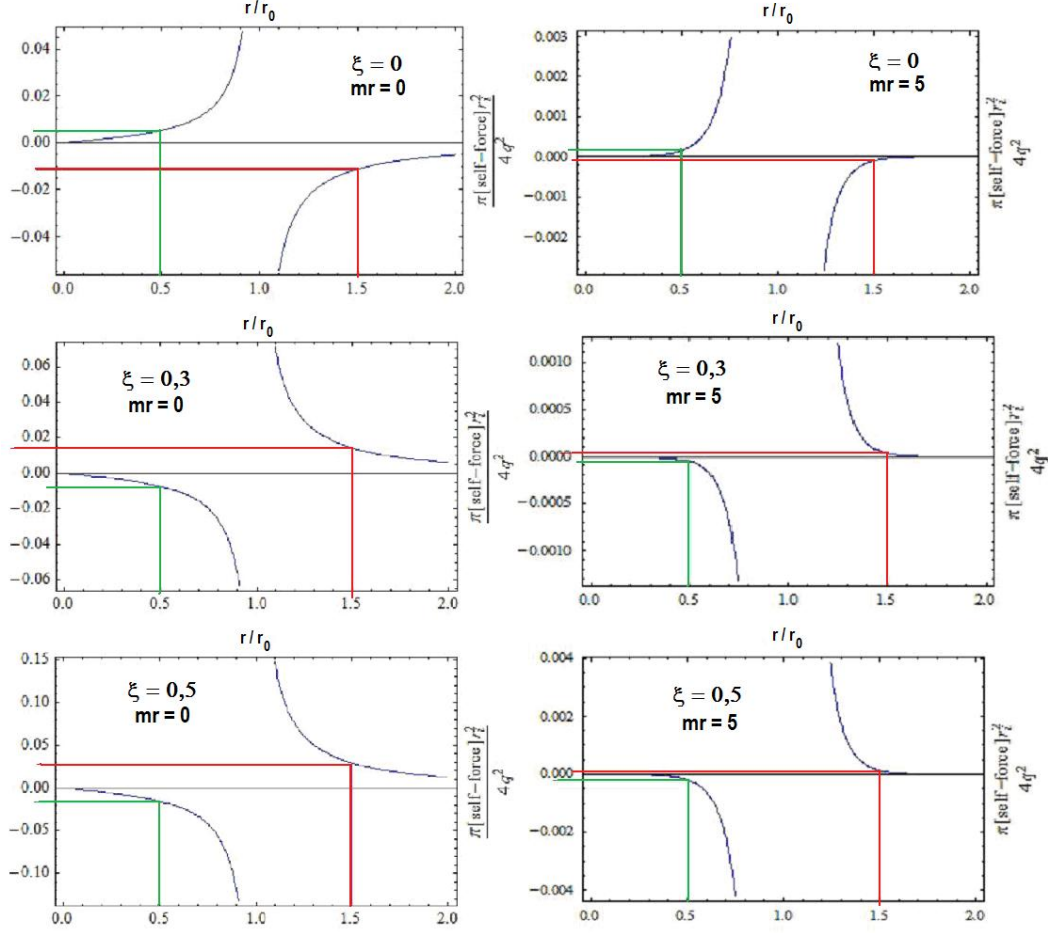 r / r₀
0.04
0.02
0.00
−0.02
−0.04
0.0
0.5
1.0
1.5
2.0
ξ = 0
mr = 0
π[self−force]rᵢ²
4q²
r / r₀
0.003
0.002
0.001
0.000
−0.001
−0.002
0.0
0.5
1.0
1.5
2.0
ξ = 0
mr = 5
π[self−force]rᵢ²
4q²
r / r₀
0.06
0.04
0.02
0.00
−0.02
−0.04
−0.06
0.0
0.5
1.0
1.5
2.0
ξ = 0,3
mr = 0
π[self−force]rᵢ²
4q²
r / r₀
0.0010
0.0005
0.0000
−0.0005
−0.0010
0.0
0.5
1.0
1.5
2.0
ξ = 0,3
mr = 5
π[self−force]rᵢ²
4q²
r / r₀
0.15
0.10
0.05
0.00
−0.05
−0.10
0.0
0.5
1.0
1.5
2.0
ξ = 0,5
mr = 0
π[self−force]rᵢ²
4q²
r / r₀
0.004
0.002
0.000
−0.002
−0.004
0.0
0.5
1.0
1.5
2.0
ξ = 0,5
mr = 5
π[self−force]rᵢ²
4q²